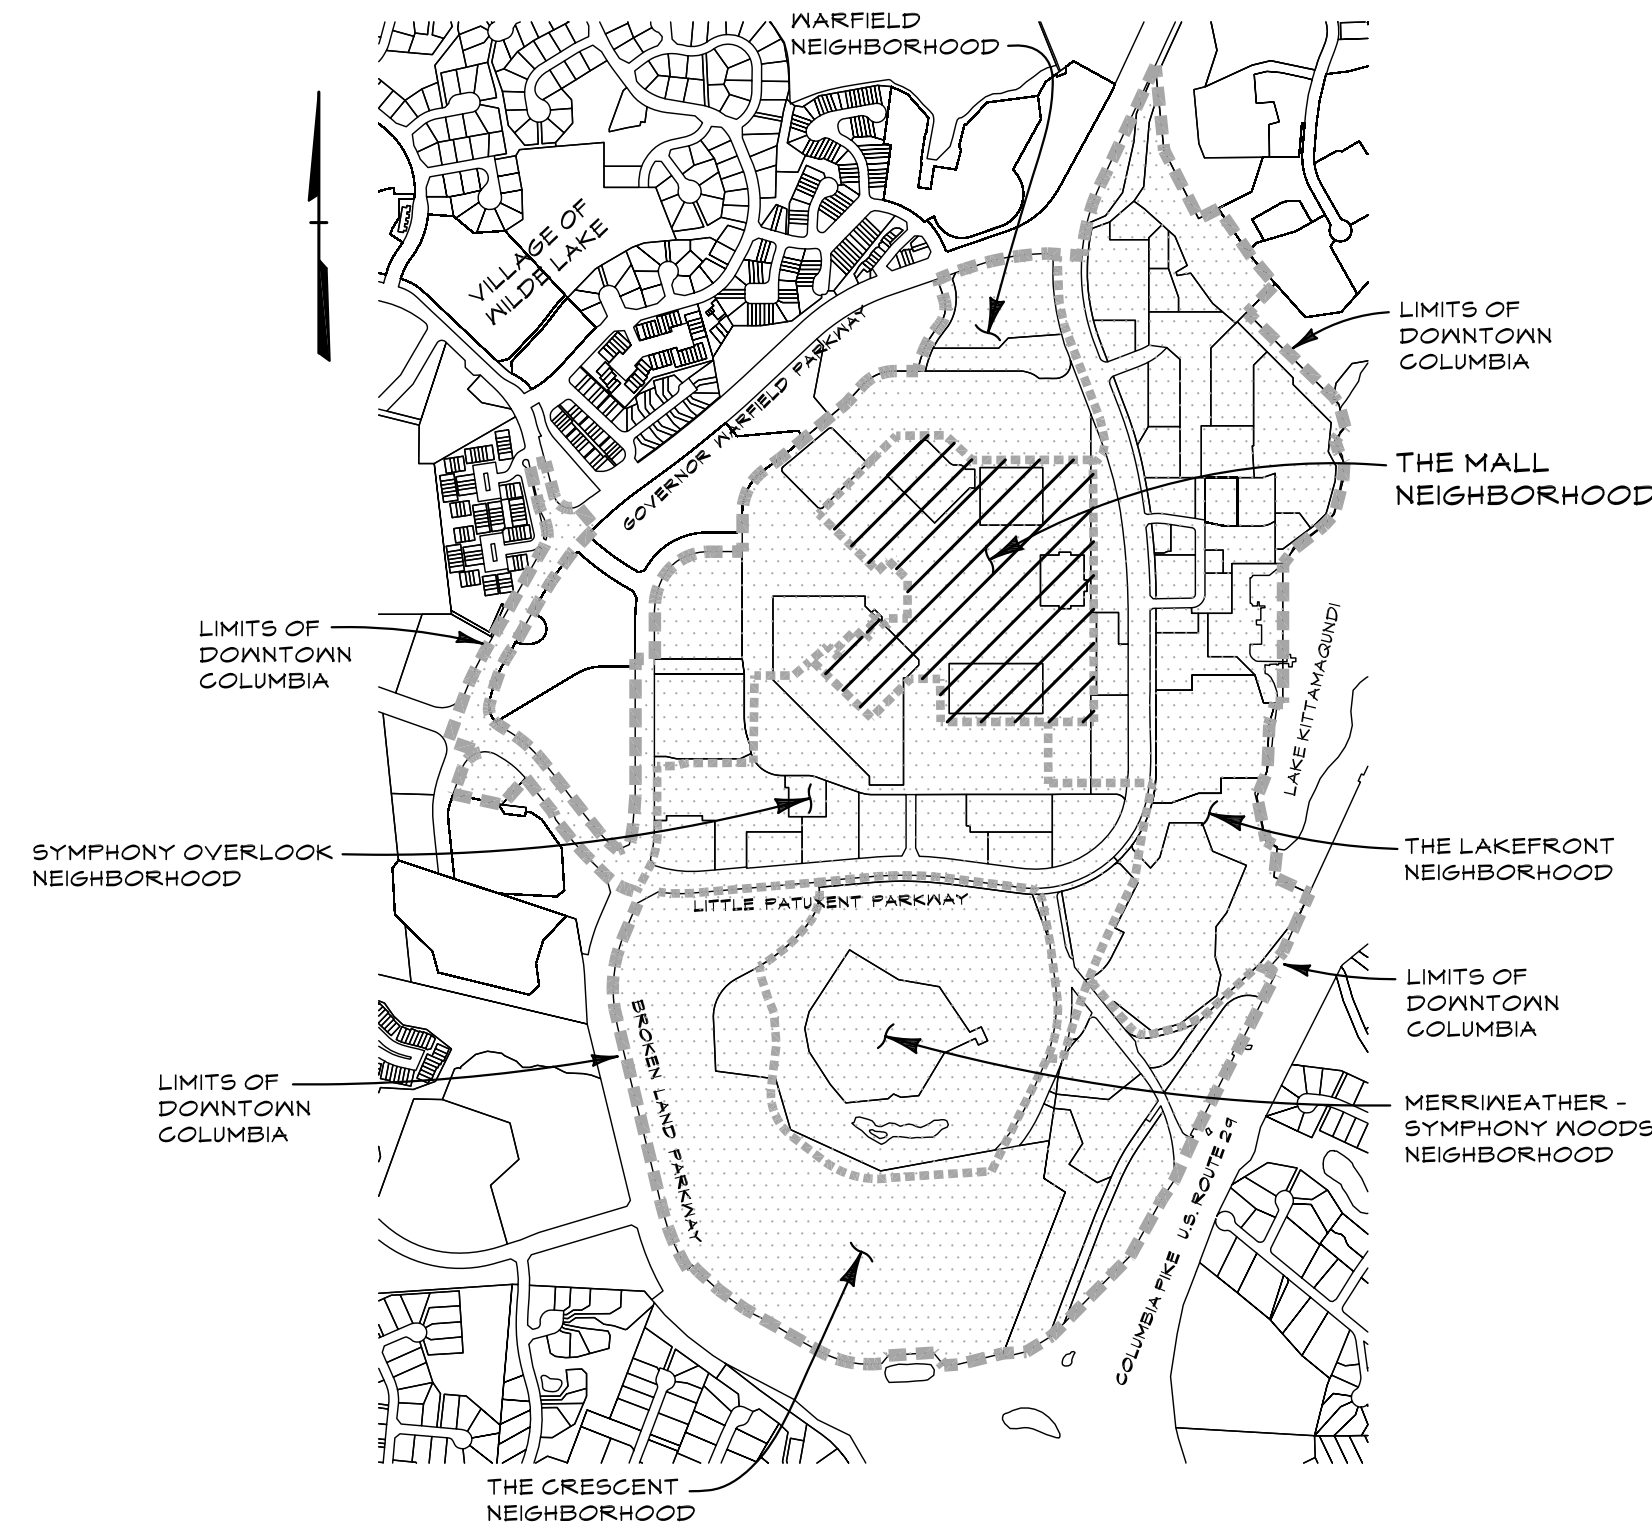 WARFIELD
NEIGHBORHOOD
VILLAGE OF
WILDE LAKE
GOVERNOR WARFIELD PARKWAY
LIMITS OF
DOWNTOWN
COLUMBIA
THE MALL
NEIGHBORHOOD
LIMITS OF
DOWNTOWN
COLUMBIA
LAKE KITTAMAQUNDI
SYMPHONY OVERLOOK
NEIGHBORHOOD
THE LAKEFRONT
NEIGHBORHOOD
LITTLE PATUXENT PARKWAY
LIMITS OF
DOWNTOWN
COLUMBIA
BROKEN LAND PARKWAY
LIMITS OF
DOWNTOWN
COLUMBIA
MERRIWEATHER -
SYMPHONY WOODS
NEIGHBORHOOD
COLUMBIA PIKE U.S. ROUTE 29
THE CRESCENT
NEIGHBORHOOD